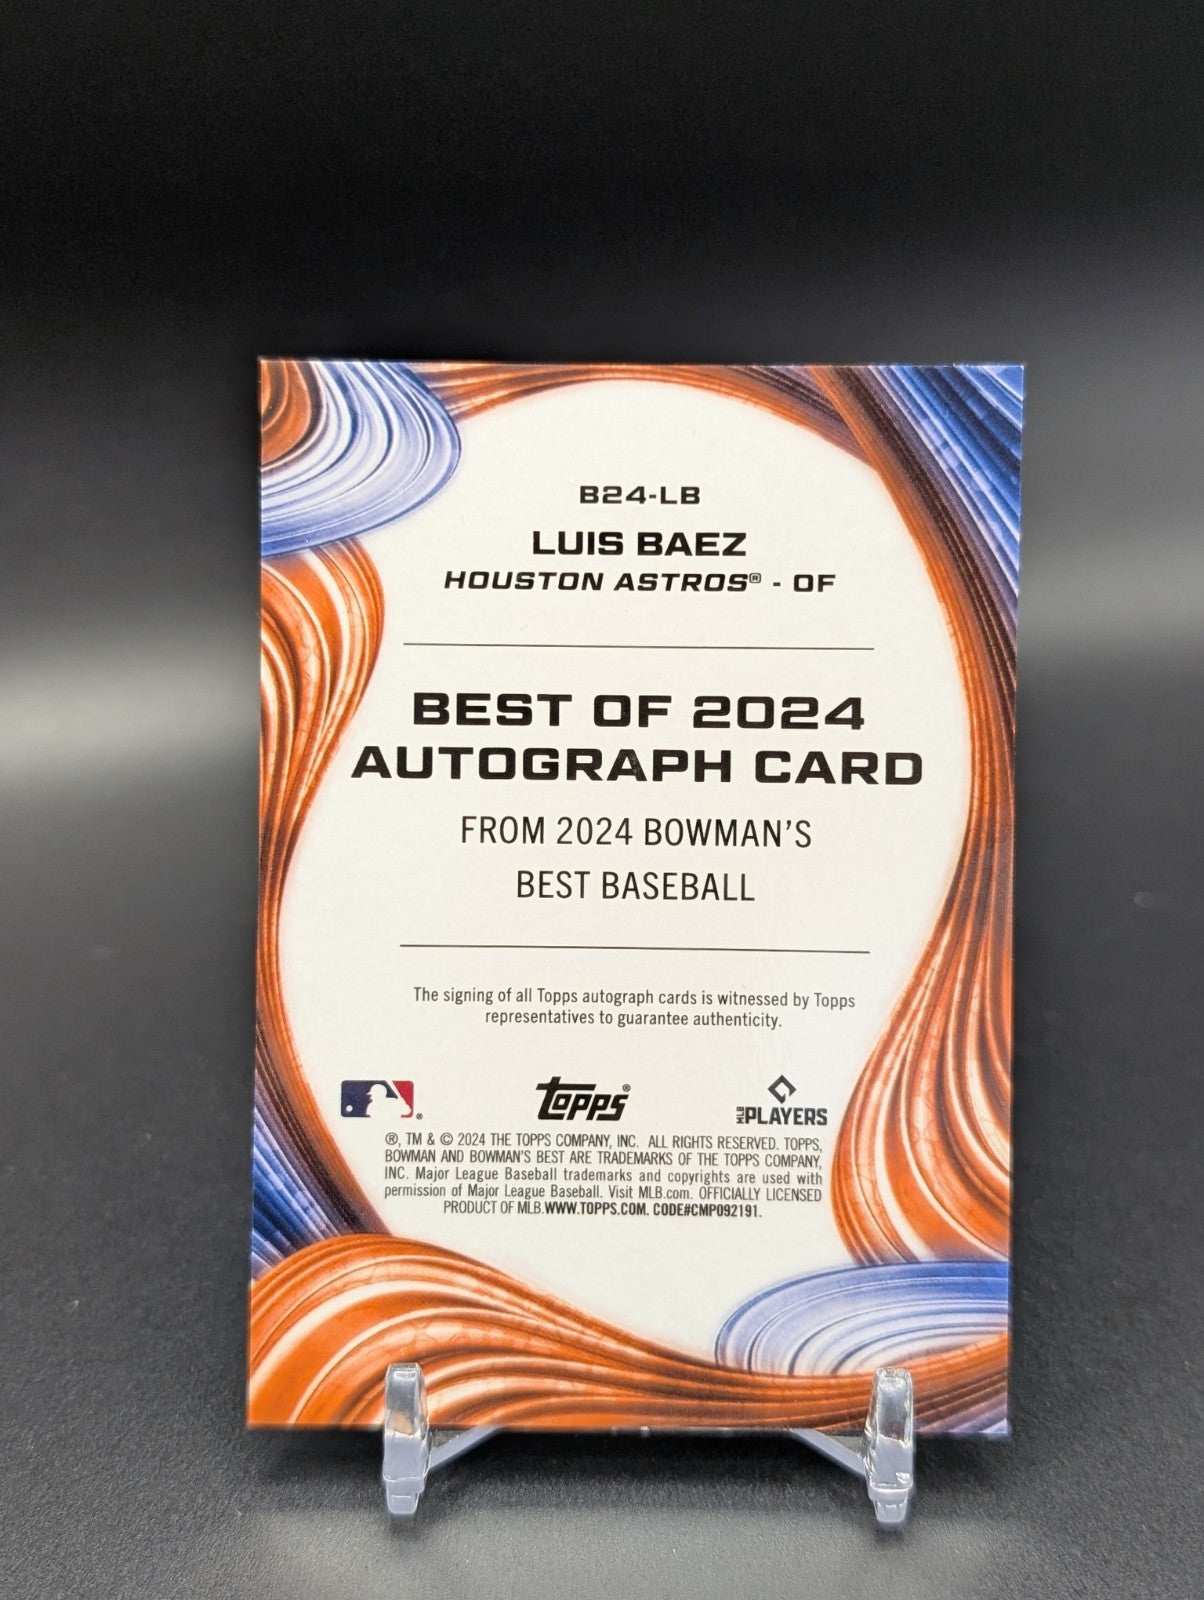 B24-LB
LUIS BAEZ
HOUSTON ASTROS® - OF
BEST OF 2024
AUTOGRAPH CARD
FROM 2024 BOWMAN'S
BEST BASEBALL
The signing of all Topps autograph cards is witnessed by Topps
representatives to guarantee authenticity.
® topps® MLB PLAYERS
®, TM & © 2024 THE TOPPS COMPANY, INC. ALL RIGHTS RESERVED. TOPPS,
BOWMAN AND BOWMAN'S BEST ARE TRADEMARKS OF THE TOPPS COMPANY,
INC. Major League Baseball trademarks and copyrights are used with
permission of Major League Baseball. Visit MLB.com. OFFICIALLY LICENSED
PRODUCT OF MLB.WWW.TOPPS.COM. CODE#CMP092191.